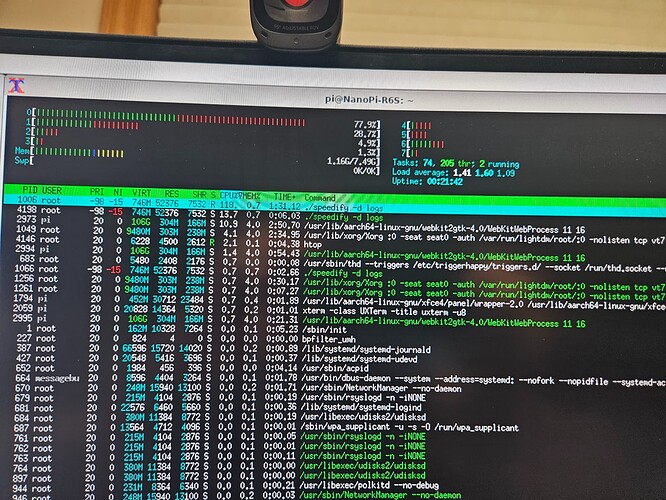 pi@NanoPi-R6S: ~
0[ 77.9%] 4[
1[ 28.7%] 5[
2[ 4.9%] 6[
3[ 1.3%] 7[
Mem[ 1.16G/7.49G] Tasks: 74, 205 thr; 2 running
Swp[ 0K/0K] Load average: 1.41 1.60 1.09
Uptime: 00:21:42
PID USER PRI NI VIRT RES SHR S CPU% MEM% TIME+ Command
1006 root -98 -15 746M 52376 7532 S 118. 0.7 1:31.12 ./speedify -d logs
4198 root -98 -15 746M 52376 7532 R 13.7 0.7 0:06.03 ./speedify -d logs
2973 pi 20 0 106G 304M 166M S 10.9 4.0 2:50.70 /usr/lib/aarch64-linux-gnu/webkit2gtk-4.0/WebKitWebProcess 11 16
1049 root 20 0 9480M 303M 238M S 4.1 4.0 2:34.95 /usr/lib/xorg/Xorg :0 -seat seat0 -auth /var/run/lightdm/root/:0 -nolisten tcp vt7
4146 root 20 0 6228 4500 2612 R 2.1 0.1 0:04.38 htop
2994 pi 20 0 106G 304M 166M S 1.4 4.0 0:54.43 /usr/lib/aarch64-linux-gnu/webkit2gtk-4.0/WebKitWebProcess 11 16
683 root 20 0 5480 2408 2176 S 0.7 0.0 0:00.08 /usr/sbin/thd --triggers /etc/triggerhappy/triggers.d/ --socket /run/thd.socket
1066 root -98 -15 746M 52376 7532 S 0.7 0.7 0:02.66 ./speedify -d logs
1256 root 20 0 9480M 303M 238M S 0.7 4.0 0:30.17 /usr/lib/xorg/Xorg :0 -seat seat0 -auth /var/run/lightdm/root/:0 -nolisten tcp vt7
1261 root 20 0 9480M 303M 238M S 0.7 4.0 0:07.27 /usr/lib/xorg/Xorg :0 -seat seat0 -auth /var/run/lightdm/root/:0 -nolisten tcp vt7
1794 pi 20 0 452M 30712 23484 S 0.7 0.4 0:01.89 /usr/lib/aarch64-linux-gnu/xfce4/panel/wrapper-2.0 /usr/lib/aarch64-linux-gnu/xfce
2059 pi 20 0 20828 14364 5320 S 0.7 0.2 0:01.01 xterm -class UXTerm -title uxterm -u8
2995 pi 20 0 106G 304M 166M S 0.7 4.0 0:21.31 /usr/lib/aarch64-linux-gnu/webkit2gtk-4.0/WebKitWebProcess 11 16
1 root 20 0 162M 10328 7264 S 0.0 0.1 0:05.23 /sbin/init
227 root 20 0 824 4 0 S 0.0 0.0 0:00.00 bpfilter_umh
387 root 20 0 66596 15720 14020 S 0.0 0.2 0:00.89 /lib/systemd/systemd-journald
427 root 20 0 20548 5416 3696 S 0.0 0.1 0:00.37 /lib/systemd/systemd-udevd
652 root 20 0 1984 456 396 S 0.0 0.0 0:05.14 /usr/sbin/acpid
664 messagebu 20 0 8596 4404 3264 S 0.0 0.1 0:01.78 /usr/bin/dbus-daemon --system --address=systemd: --nofork --nopidfile --systemd-ac
670 root 20 0 248M 15940 13100 S 0.0 0.2 0:01.71 /usr/sbin/NetworkManager --no-daemon
679 root 20 0 215M 4104 2876 S 0.0 0.1 0:00.19 /usr/sbin/rsyslogd -n -iNONE
681 root 20 0 22576 6460 5660 S 0.0 0.1 0:00.36 /lib/systemd/systemd-logind
684 root 20 0 380M 11384 8772 S 0.0 0.1 0:00.19 /usr/libexec/udisks2/udisksd
687 root 20 0 13564 4712 4096 S 0.0 0.1 0:00.01 /sbin/wpa_supplicant -u -s -O /run/wpa_supplicant
761 root 20 0 215M 4104 2876 S 0.0 0.1 0:00.05 /usr/sbin/rsyslogd -n -iNONE
762 root 20 0 215M 4104 2876 S 0.0 0.1 0:00.01 /usr/sbin/rsyslogd -n -iNONE
763 root 20 0 215M 4104 2876 S 0.0 0.1 0:00.11 /usr/sbin/rsyslogd -n -iNONE
764 root 20 0 380M 11384 8772 S 0.0 0.1 0:00.00 /usr/libexec/udisks2/udisksd
897 root 20 0 380M 11384 8772 S 0.0 0.1 0:00.00 /usr/libexec/udisks2/udisksd
944 root 20 0 231M 8364 6340 S 0.0 0.1 0:00.21 /usr/libexec/polkitd --no-debug
946 root 20 0 248M 15940 13100 S 0.0 0.2 0:00.03 /usr/sbin/NetworkManager --no-daemon